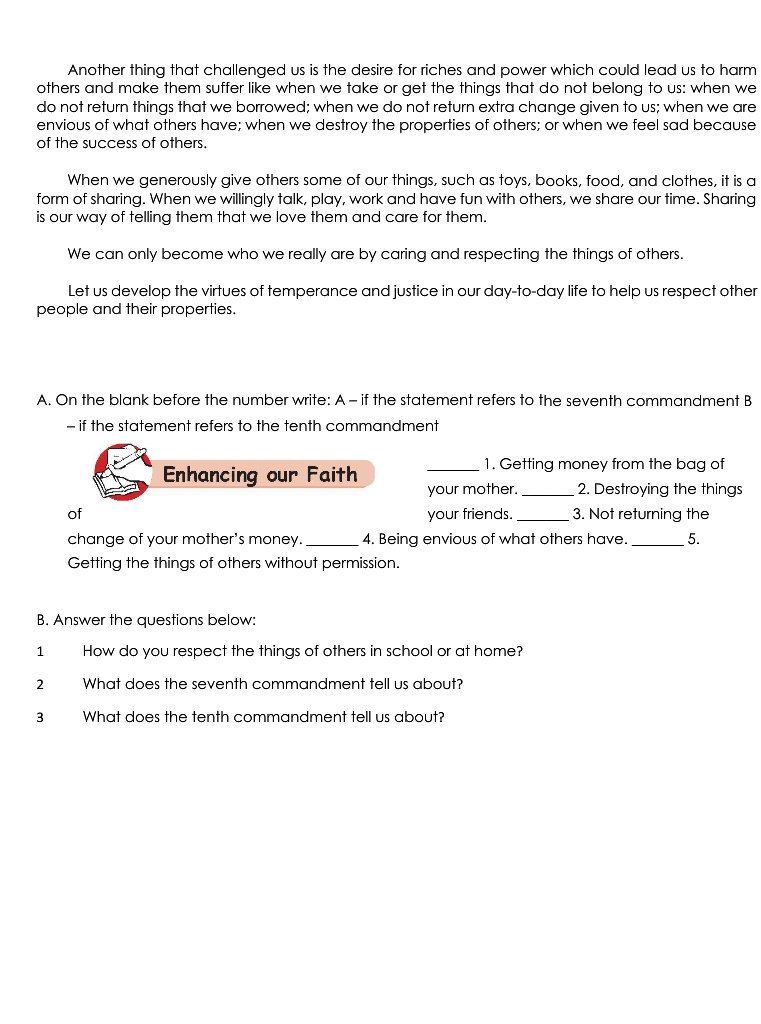 Another thing that challenged us is the desire for riches and power which could lead us to harm
others and make them suffer like when we take or get the things that do not belong to us: when we
do not return things that we borrowed; when we do not return extra change given to us; when we are
envious of what others have; when we destroy the properties of others; or when we feel sad because
of the success of others.
When we generously give others some of our things, such as toys, books, food, and clothes, it is a
form of sharing. When we willingly talk, play, work and have fun with others, we share our time. Sharing
is our way of telling them that we love them and care for them.
We can only become who we really are by caring and respecting the things of others.
Let us develop the virtues of temperance and justice in our day-to-day life to help us respect other
people and their properties.
A. On the blank before the number write: A – if the statement refers to the seventh commandment B
– if the statement refers to the tenth commandment
Enhancing our Faith
_______ 1. Getting money from the bag of
your mother. _______ 2. Destroying the things
of your friends. _______ 3. Not returning the
change of your mother's money. _______ 4. Being envious of what others have. _______ 5.
Getting the things of others without permission.
B. Answer the questions below:
1 How do you respect the things of others in school or at home?
2 What does the seventh commandment tell us about?
3 What does the tenth commandment tell us about?